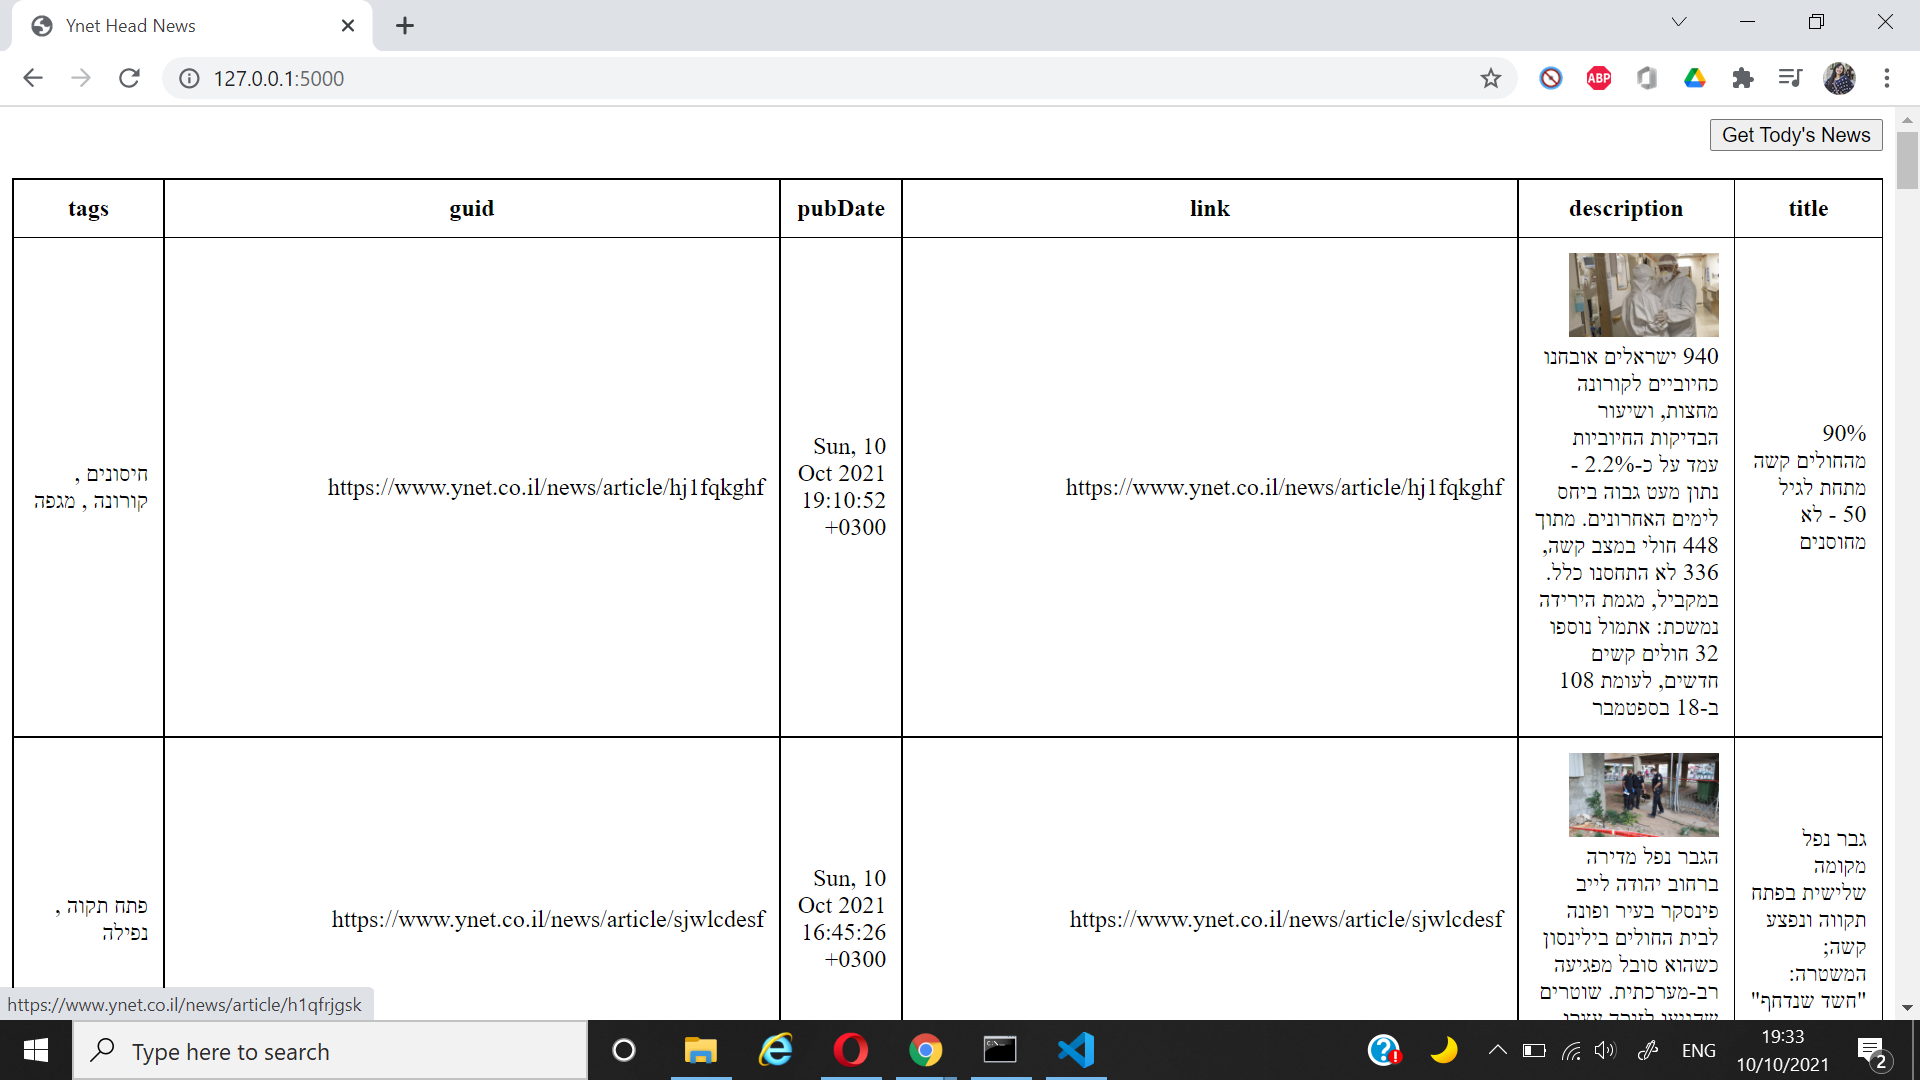 Ynet Head News
127.0.0.1:5000
ABP
Get Tody's News
tags guid pubDate link description title
חיסונים ,
קורונה , מגפה
https://www.ynet.co.il/news/article/hj1fqkghf
Sun, 10
Oct 2021
19:10:52
+0300
https://www.ynet.co.il/news/article/hj1fqkghf
940 ישראלים אובחנו
כחיוביים לקורונה
מחצות, ושיעור
הבדיקות החיוביות
עמד על כ-2.2% -
נתון מעט גבוה ביחס
לימים האחרונים. מתוך
448 חולי במצב קשה,
336 לא התחסנו כלל.
במקביל, מגמת הירידה
נמשכת: אתמול נוספו
32 חולים קשים
חדשים, לעומת 108
ב-18 בספטמבר
90%
מהחולים קשה
מתחת לגיל
50 - לא
מחוסנים
פתח תקוה ,
נפילה
https://www.ynet.co.il/news/article/sjwlcdesf
Sun, 10
Oct 2021
16:45:26
+0300
https://www.ynet.co.il/news/article/sjwlcdesf
הגבר נפל מדירה
ברחוב יהודה לייב
פינסקר בעיר ופונה
לבית החולים בילינסון
כשהוא סובל מפגיעה
רב-מערכתית. שוטרים
גבר נפל
מקומה
שלישית בפתח
תקווה ונפצע
קשה;
המשטרה:
"חשד שנדחף"
https://www.ynet.co.il/news/article/h1qfrjgsk
Type here to search
ENG
19:33
10/10/2021
2